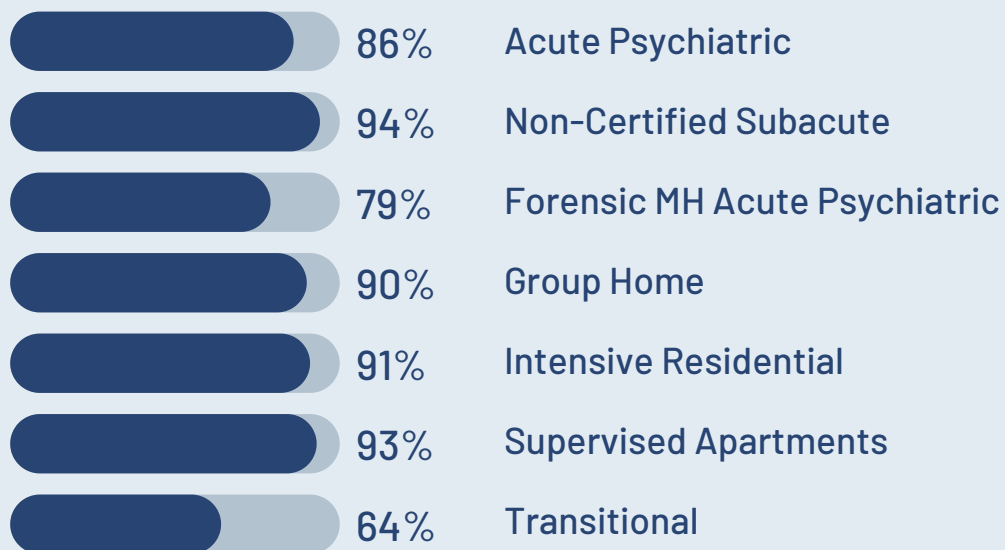 86% Acute Psychiatric
94% Non-Certified Subacute
79% Forensic MH Acute Psychiatric
90% Group Home
91% Intensive Residential
93% Supervised Apartments
64% Transitional